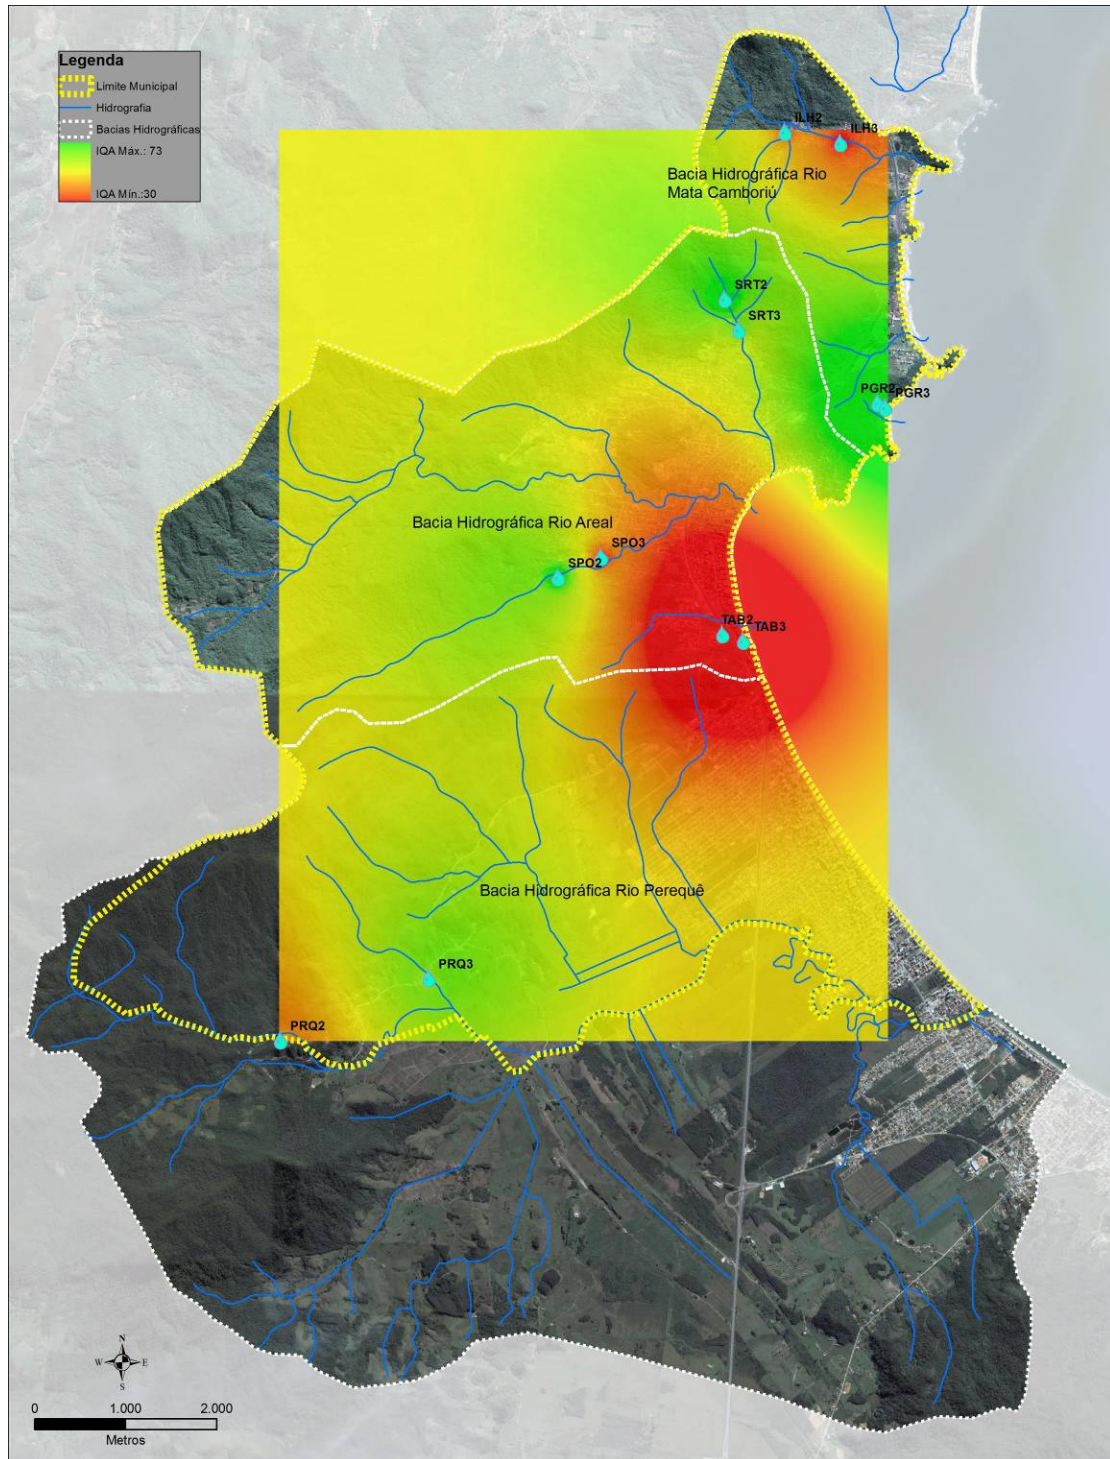 Legenda
Limite Municipal
Hidrografia
Bacias Hidrográficas
IQA Máx.: 73
IQA Mín.:30
ILH2
ILH3
Bacia Hidrográfica Rio
Mata Camboriú
SRT2
SRT3
PGR2
PGR3
Bacia Hidrográfica Rio Areal
SPO3
SPO2
TAB2
TAB3
Bacia Hidrográfica Rio Perequê
PRQ3
PRQ2
N
W
E
S
0 1.000 2.000
Metros